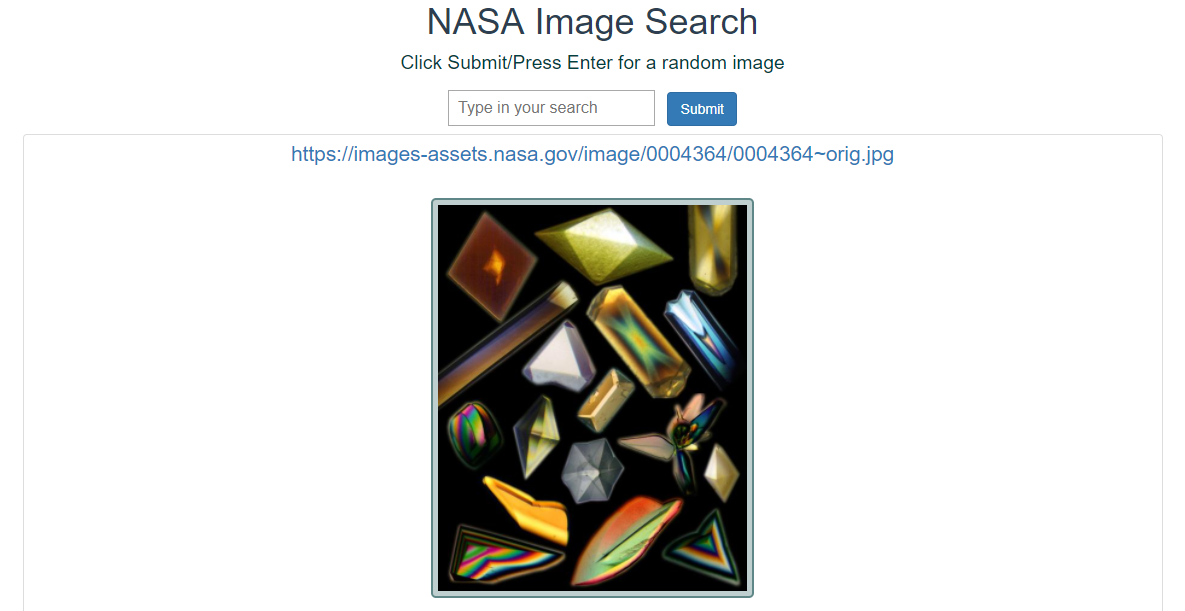 NASA Image Search
Click Submit/Press Enter for a random image
Type in your search
Submit
https://images-assets.nasa.gov/image/0004364/0004364~orig.jpg